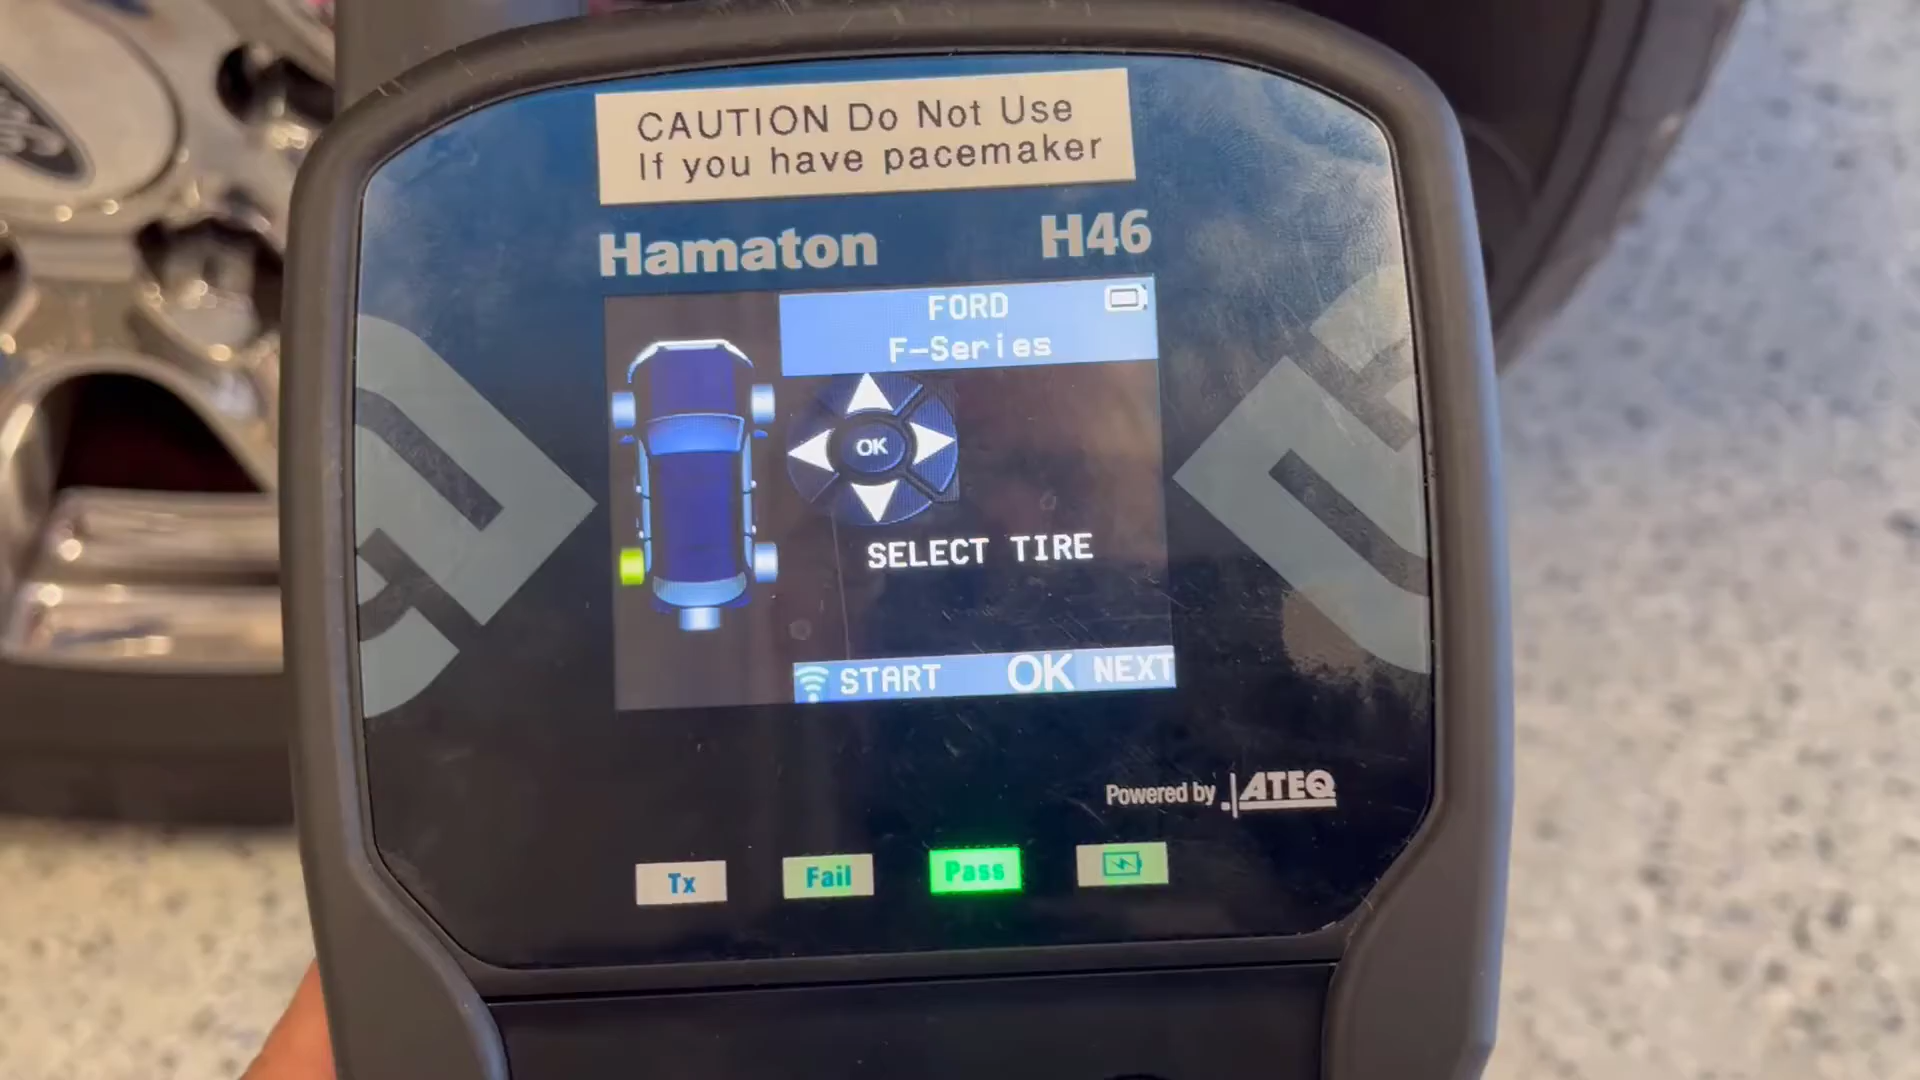 CAUTION Do Not Use
If you have pacemaker
Hamaton H46
FORD
F-Series
OK
SELECT TIRE
START OK NEXT
Powered by ATEQ
Tx Fail Pass